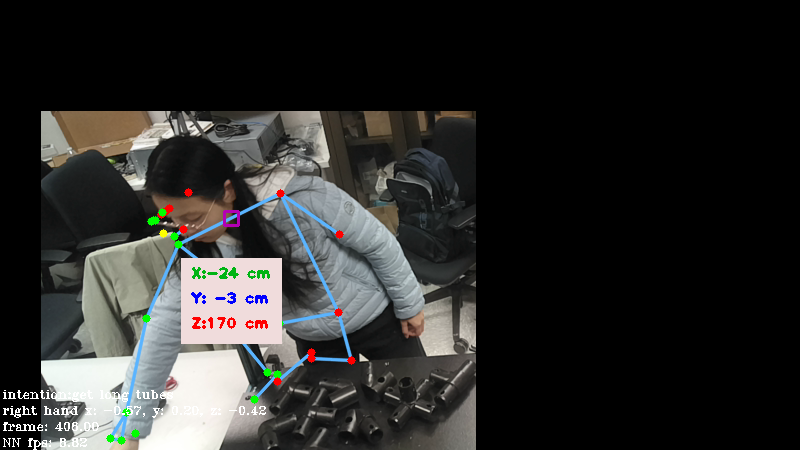 X:-24 cm
Y: -3 cm
Z:170 cm
intention:get long tubes
right hand x: -0.57, y: 0.20, z: -0.42
frame: 406.00
NN fps: 8.82